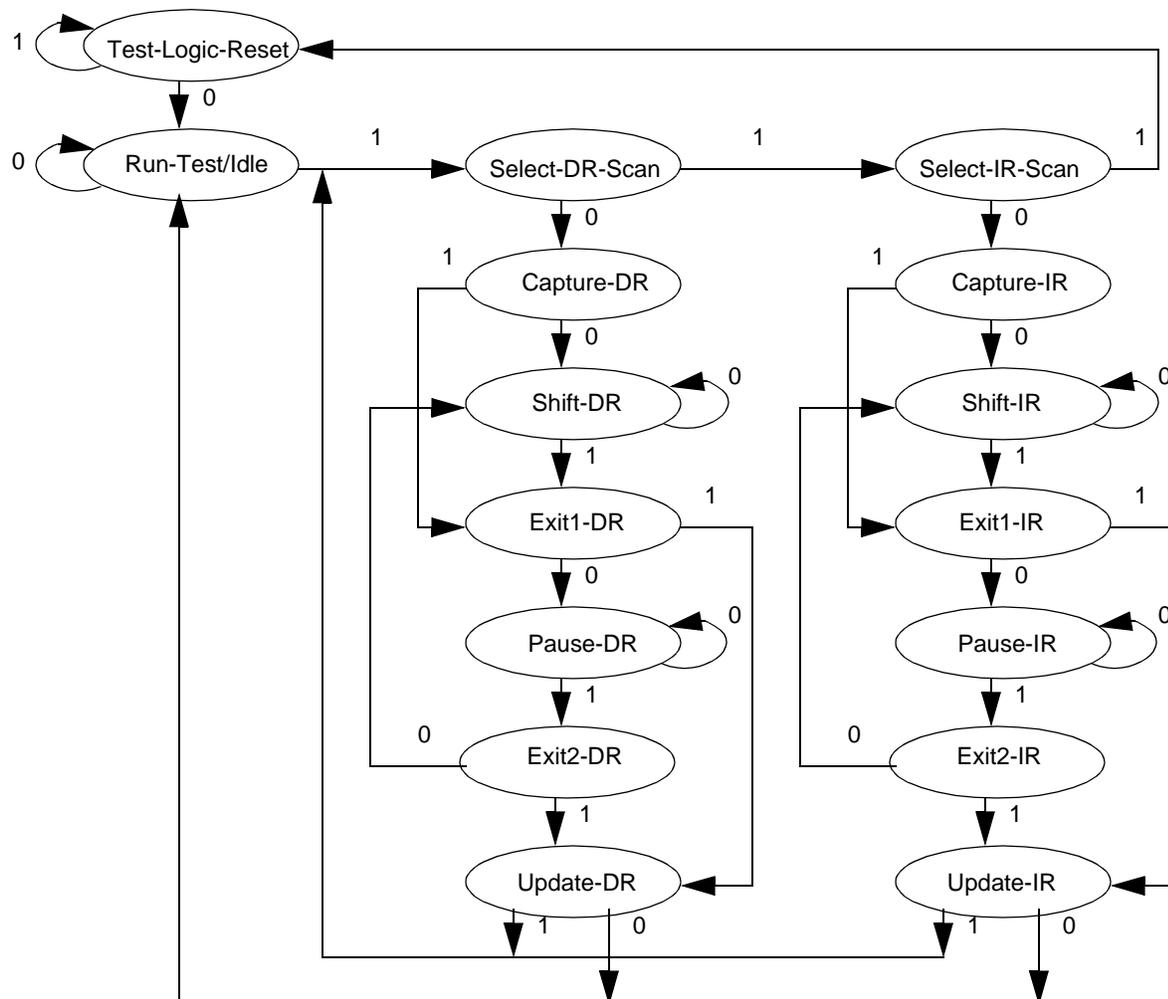 1
Test-Logic-Reset
0
0
Run-Test/Idle
1
Select-DR-Scan
1
Select-IR-Scan
1
0
0
1
Capture-DR
1
Capture-IR
0
0
Shift-DR
0
Shift-IR
0
1
1
Exit1-DR
1
Exit1-IR
1
0
0
Pause-DR
0
Pause-IR
0
1
1
0
Exit2-DR
0
Exit2-IR
1
1
Update-DR
Update-IR
1
0
1
0